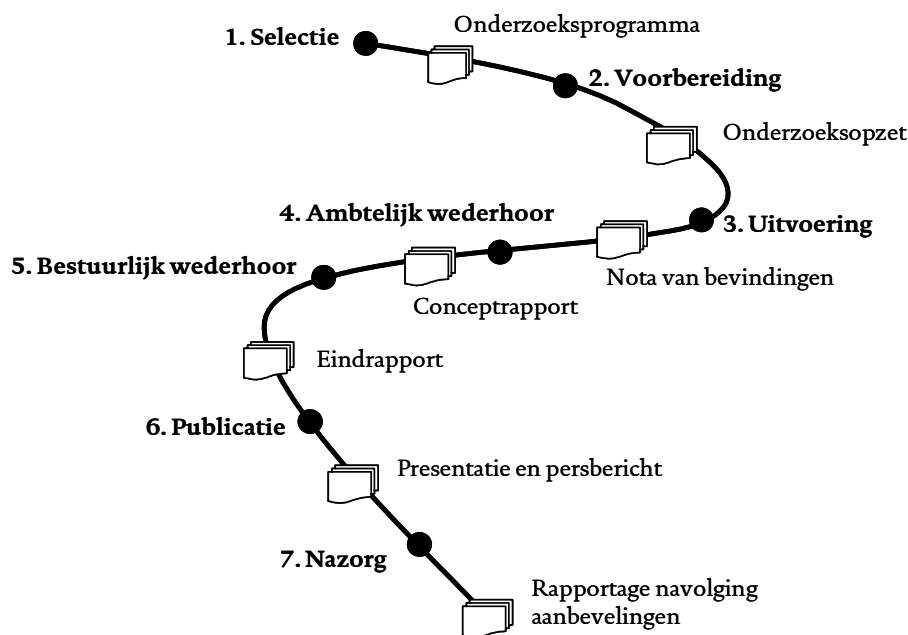 Onderzoeksprogramma
1. Selectie
2. Voorbereiding
Onderzoeksopzet
4. Ambtelijk wederhoor
3. Uitvoering
5. Bestuurlijk wederhoor
Nota van bevindingen
Conceptrapport
Eindrapport
6. Publicatie
Presentatie en persbericht
7. Nazorg
Rapportage navolging
aanbevelingen